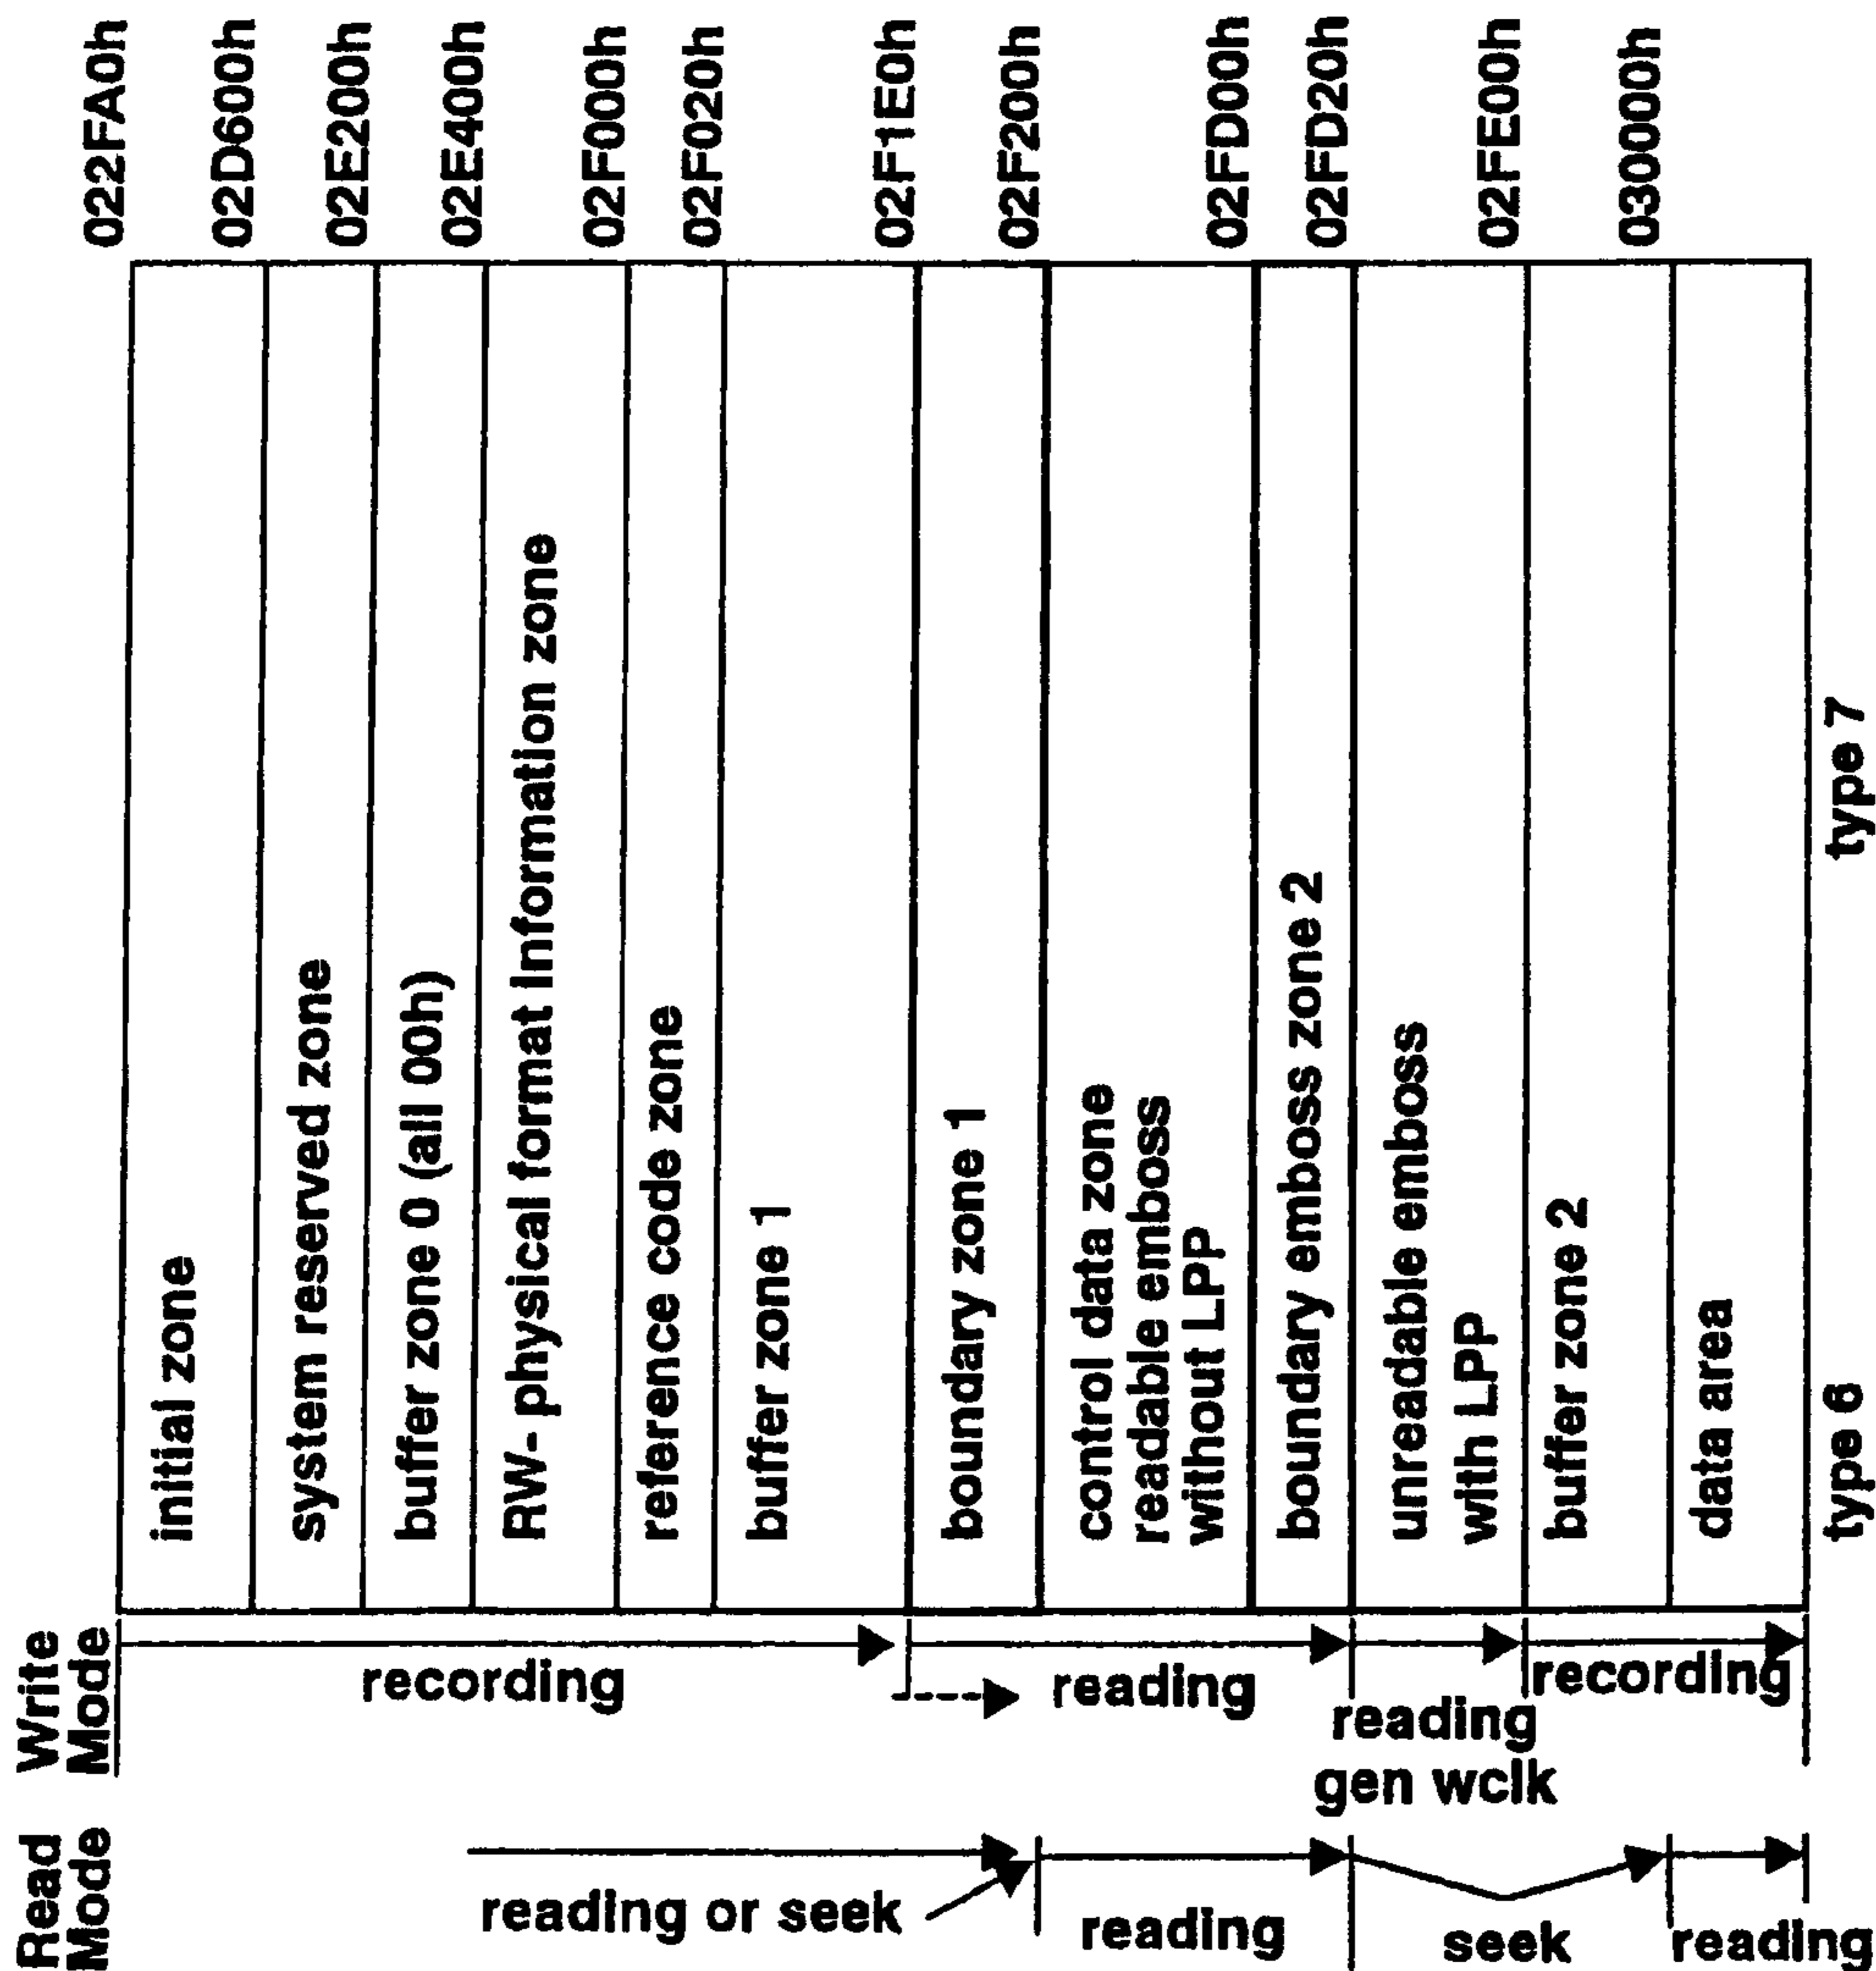 022FA0h
02D600h
02E200h
02E400h
02F000h
02F020h
02F1E0h
02F200h
02FD00h
02FD20h
02FE00h
030000h
initial zone
system reserved zone
buffer zone 0 (all 00h)
RW- physical format information zone
reference code zone
buffer zone 1
boundary zone 1
control data zone
readable emboss
without LPP
boundary emboss zone 2
unreadable emboss
with LPP
buffer zone 2
data area
type 6
type 7
Write
Mode
recording
reading
reading
gen wclk
recording
Read
Mode
reading or seek
reading
seek
reading